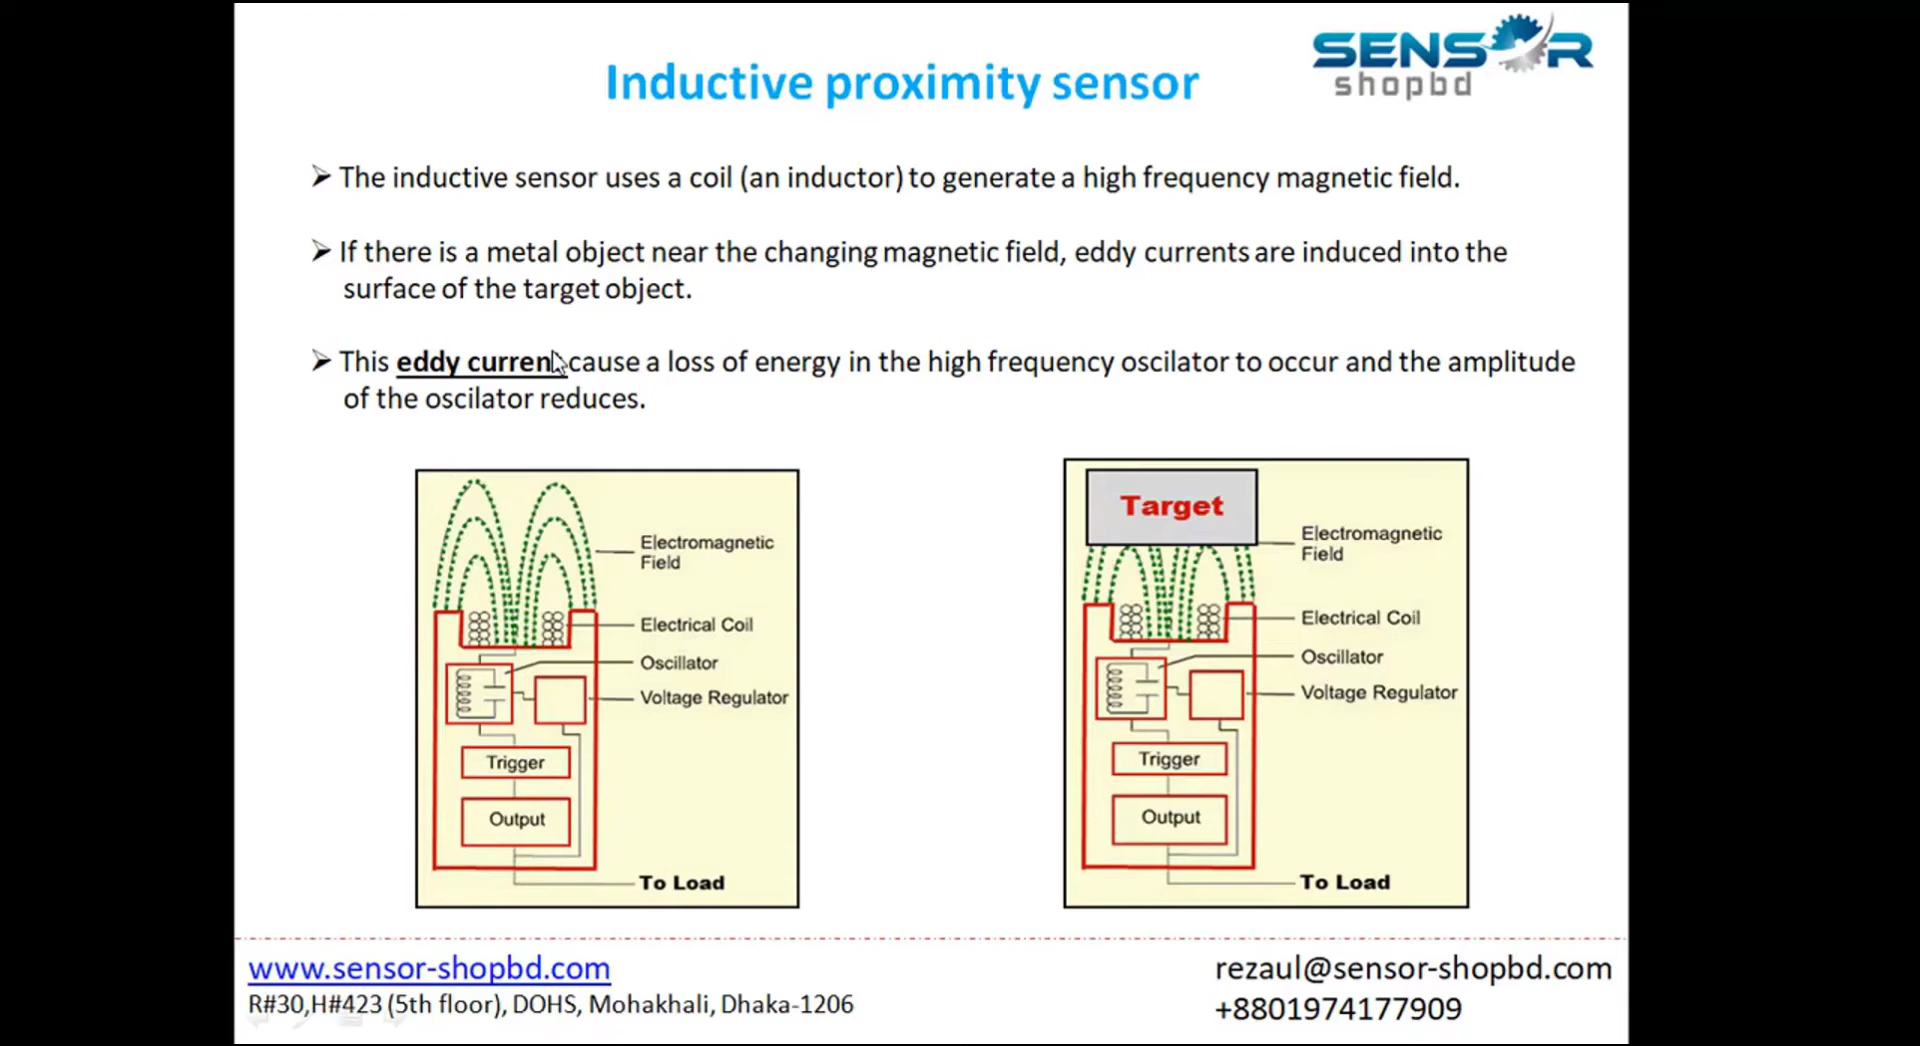 SENSOR
shopbd
Inductive proximity sensor
The inductive sensor uses a coil (an inductor) to generate a high frequency magnetic field.
If there is a metal object near the changing magnetic field, eddy currents are induced into the
surface of the target object.
This eddy current cause a loss of energy in the high frequency oscilator to occur and the amplitude
of the oscilator reduces.
Electromagnetic
Field
Electrical Coil
Oscillator
Voltage Regulator
Trigger
Output
To Load
Target
Electromagnetic
Field
Electrical Coil
Oscillator
Voltage Regulator
Trigger
Output
To Load
www.sensor-shopbd.com
R#30,H#423 (5th floor), DOHS, Mohakhali, Dhaka-1206
rezaul@sensor-shopbd.com
+8801974177909